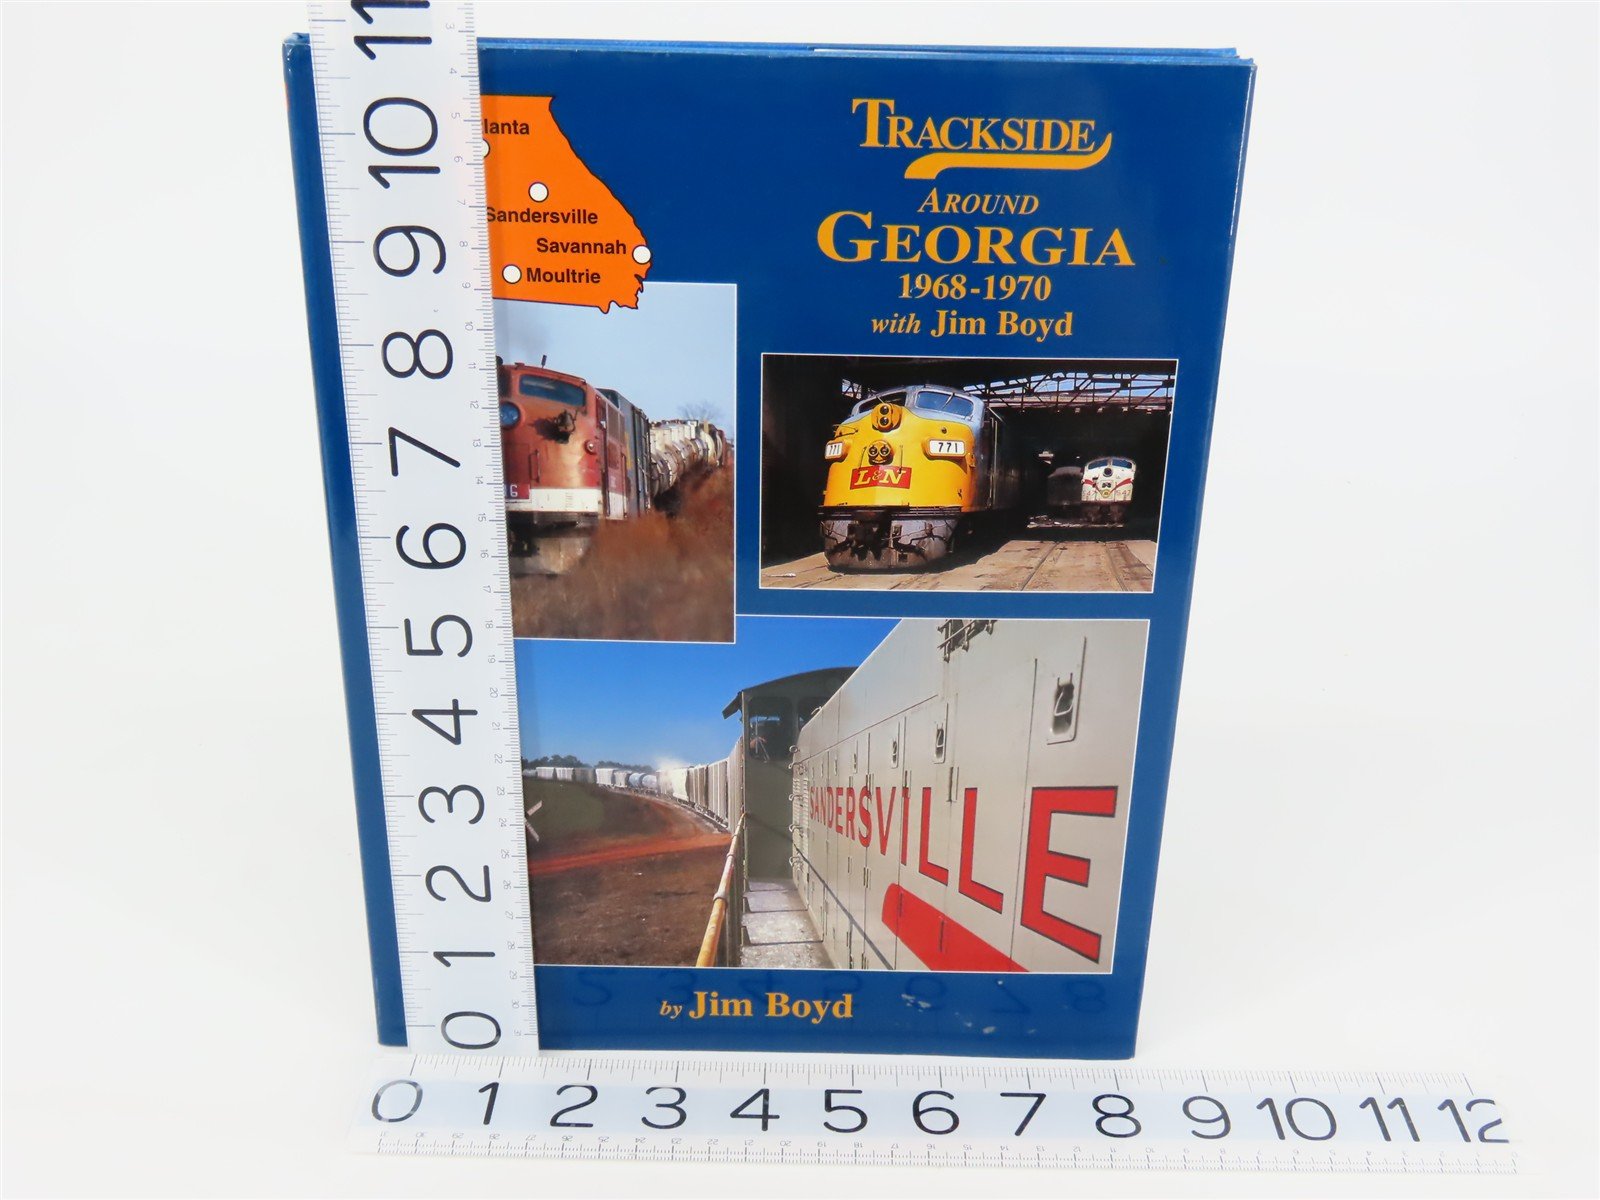 TRACKSIDE
AROUND
GEORGIA
1968-1970
with Jim Boyd
lanta
Sandersville
Savannah
Moultrie
771
771
L&N
SANDERSVILLE
by Jim Boyd
11
10
9
8
7
6
5
4
3
2
1
0
0 1 2 3 4 5 6 7 8 9 10 11 12